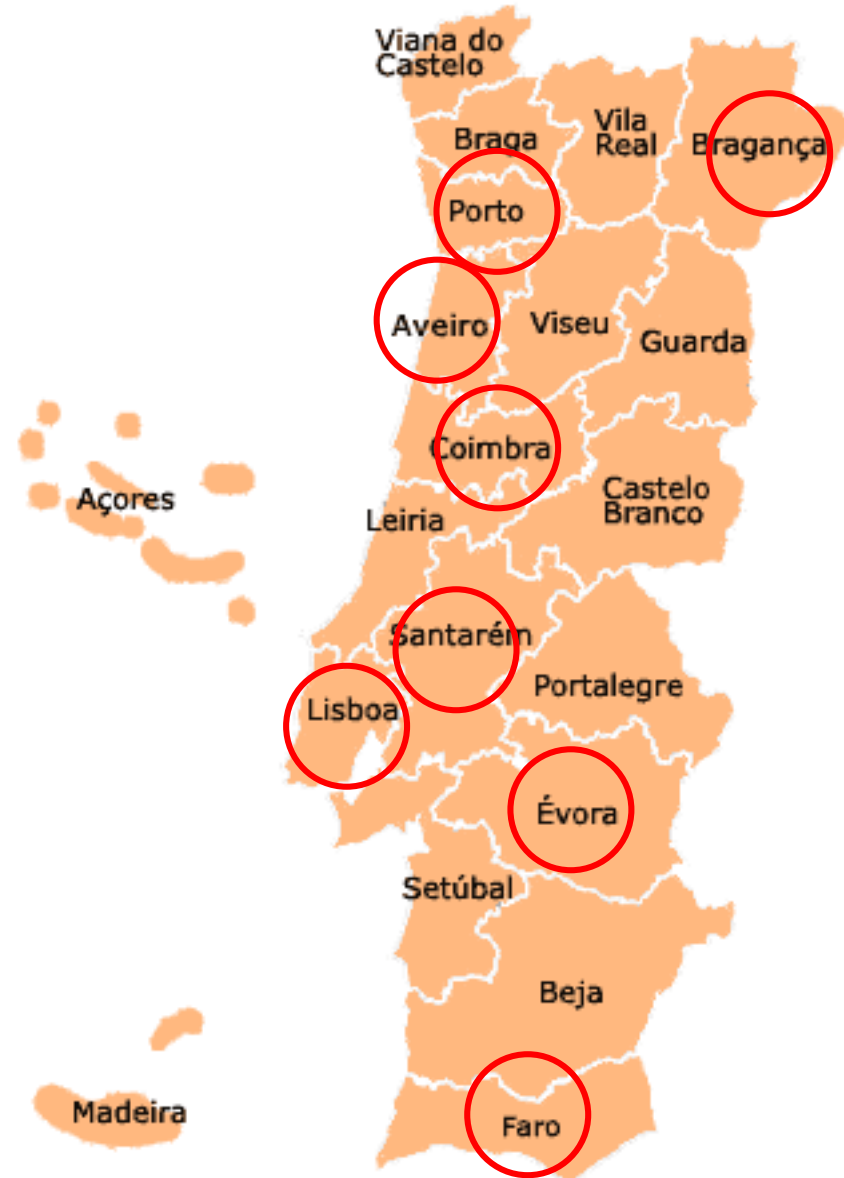 Viana do
Castelo
Braga
Vila
Real
Bragança
Porto
Aveiro
Viseu
Guarda
Coimbra
Castelo
Branco
Açores
Leiria
Santarém
Portalegre
Lisboa
Évora
Setúbal
Beja
Madeira
Faro